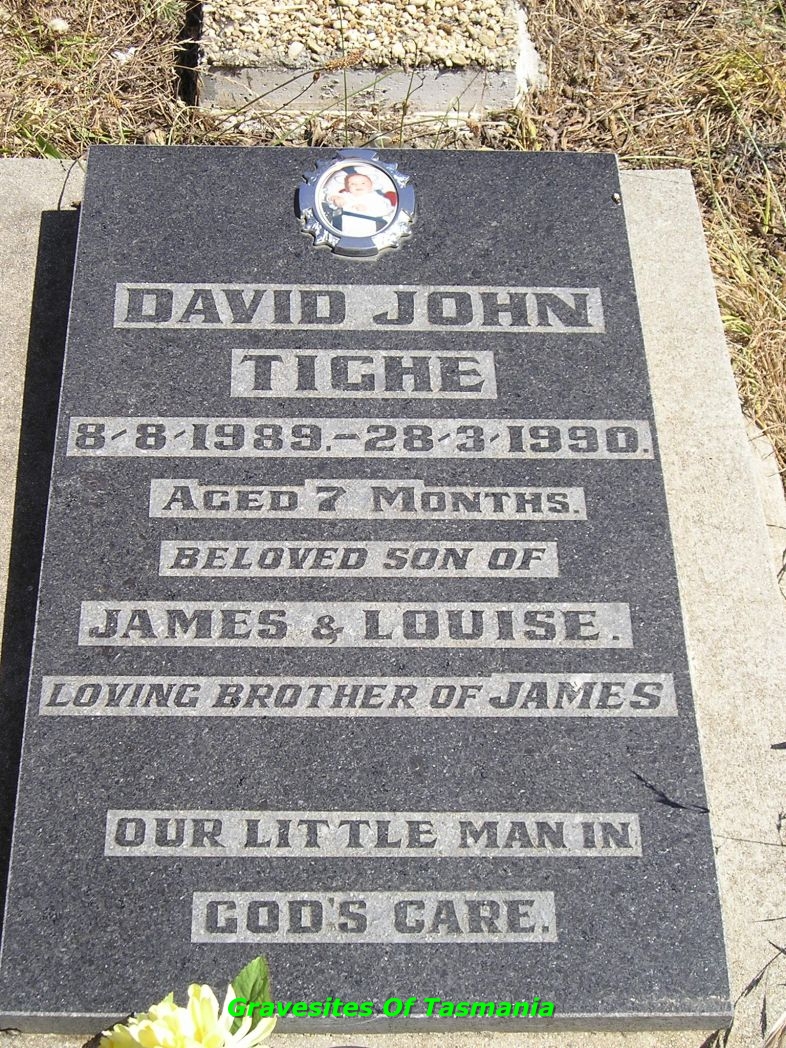 DAVID JOHN
TIGHE
8-8-1989.-28-3-1990.
AGED 7 MONTHS.
BELOVED SON OF
JAMES & LOUISE.
LOVING BROTHER OF JAMES
OUR LITTLE MAN IN
GOD'S CARE.
Gravesites Of Tasmania